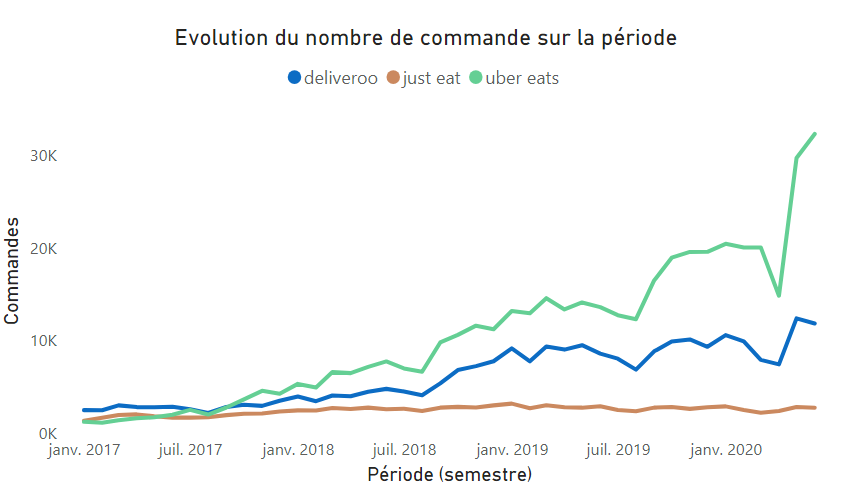 Evolution du nombre de commande sur la période
deliveroo just eat uber eats
Commandes
30K
20K
10K
0K
janv. 2017 juil. 2017 janv. 2018 juil. 2018 janv. 2019 juil. 2019 janv. 2020
Période (semestre)